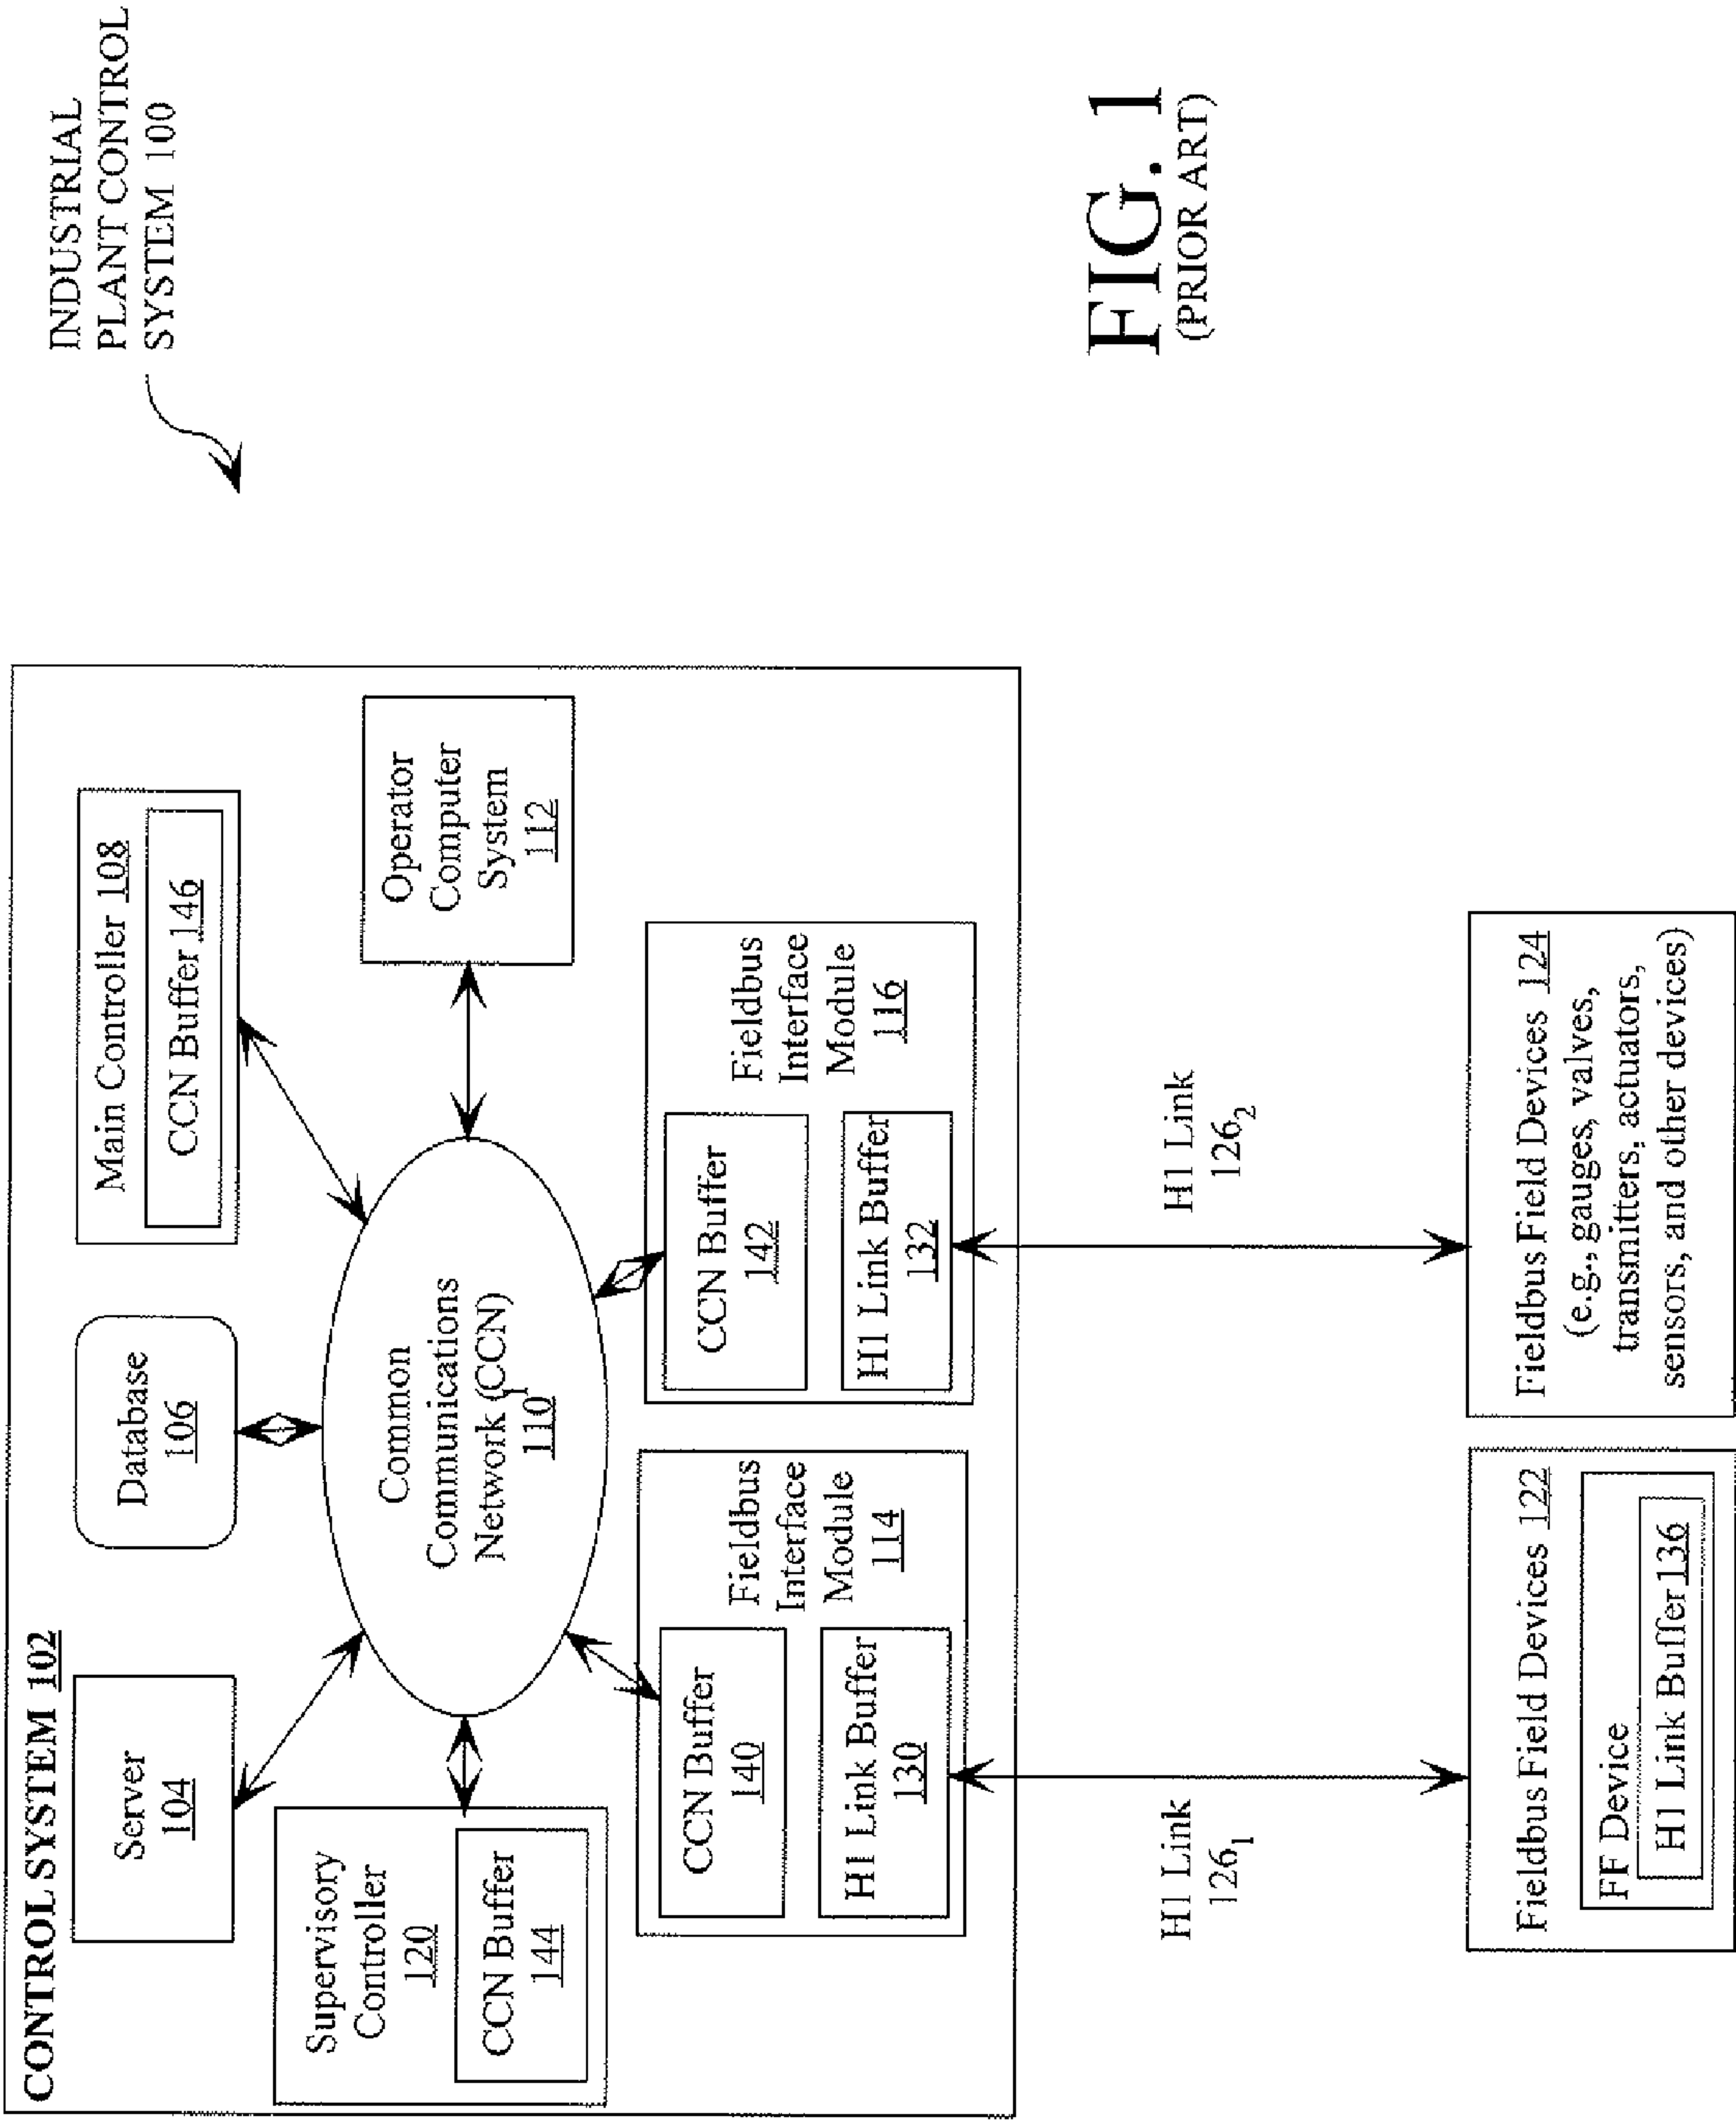 INDUSTRIAL
PLANT CONTROL
SYSTEM 100
CONTROL SYSTEM 102
Server
104
Database
106
Main Controller 108
CCN Buffer 146
Supervisory
Controller
120
CCN Buffer
144
Common
Communications
Network (CCN)
110
Operator
Computer
System
112
CCN Buffer
140
H1 Link Buffer
130
Fieldbus
Interface
Module
114
CCN Buffer
142
H1 Link Buffer
132
Fieldbus
Interface
Module
116
H1 Link
126₁
H1 Link
126₂
Fieldbus Field Devices 122
FF Device
H1 Link Buffer 136
Fieldbus Field Devices 124
(e.g., gauges, valves,
transmitters, actuators,
sensors, and other devices)
FIG. 1
(PRIOR ART)